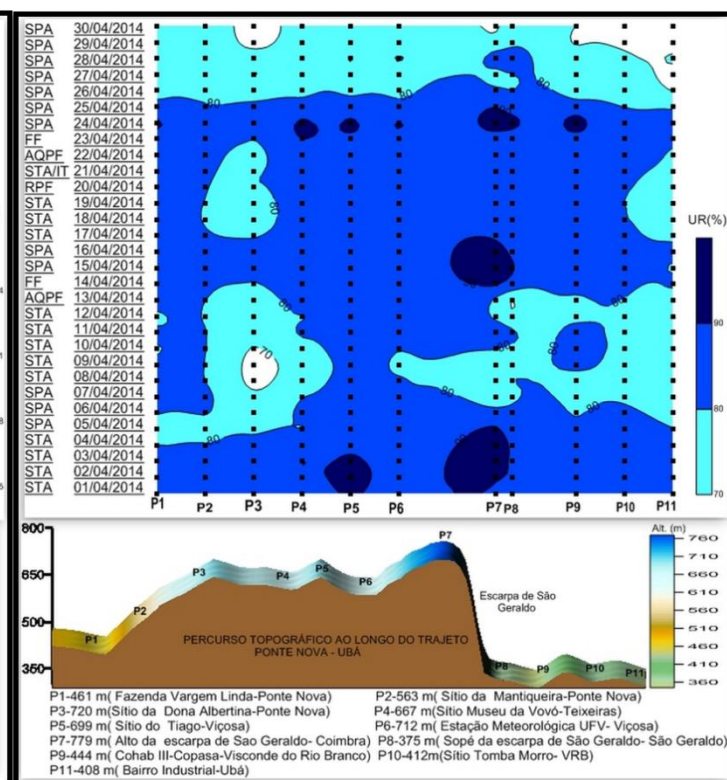 SPA 30/04/2014
SPA 29/04/2014
SPA 28/04/2014
SPA 27/04/2014
SPA 26/04/2014
SPA 25/04/2014
SPA 24/04/2014
FF 23/04/2014
AQPF 22/04/2014
STA/IT 21/04/2014
RPF 20/04/2014
STA 19/04/2014
STA 18/04/2014
STA 17/04/2014
SPA 16/04/2014
SPA 15/04/2014
FF 14/04/2014
AQPF 13/04/2014
STA 12/04/2014
STA 11/04/2014
STA 10/04/2014
STA 09/04/2014
STA 08/04/2014
SPA 07/04/2014
SPA 06/04/2014
SPA 05/04/2014
STA 04/04/2014
STA 03/04/2014
STA 02/04/2014
STA 01/04/2014
80
80
80
80
80
80
80
70
80
80
80
80
P1 P2 P3 P4 P5 P6 P7 P8 P9 P10 P11
UR(%)
90
80
70
800
650
500
350
P1 P2 P3 P4 P5 P6 P7 P8 P9 P10 P11
Escarpa de São
Geraldo
PERCURSO TOPOGRÁFICO AO LONGO DO TRAJETO
PONTE NOVA - UBÁ
Alt. (m)
760
710
660
610
560
510
460
410
360
P1-461 m( Fazenda Vargem Linda-Ponte Nova) P2-563 m( Sítio da Mantiqueira-Ponte Nova)
P3-720 m(Sítio da Dona Albertina-Ponte Nova) P4-667 m(Sítio Museu da Vovó-Teixeiras)
P5-699 m( Sítio do Tiago-Viçosa) P6-712 m( Estação Meteorológica UFV- Viçosa)
P7-779 m( Alto da escarpa de Sao Geraldo- Coimbra) P8-375 m( Sopé da escarpa de São Geraldo- São Geraldo)
P9-444 m( Cohab III-Copasa-Visconde do Rio Branco) P10-412m(Sítio Tomba Morro- VRB)
P11-408 m( Bairro Industrial-Ubá)